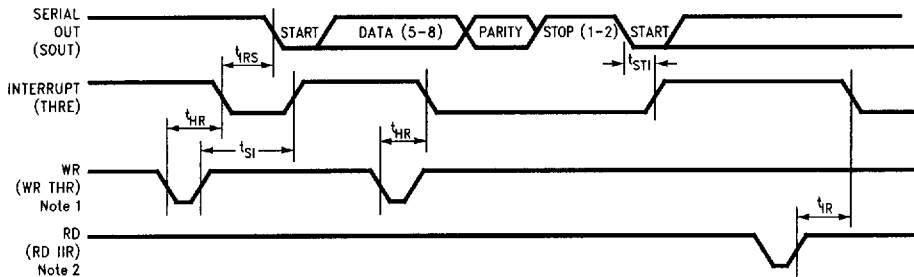 SERIAL
OUT
(SOUT)
START
DATA (5-8)
PARITY
STOP (1-2)
START
tIRS
tSTI
INTERRUPT
(THRE)
tHR
tSI
tHR
WR
(WR THR)
Note 1
tIR
RD
(RD IIR)
Note 2